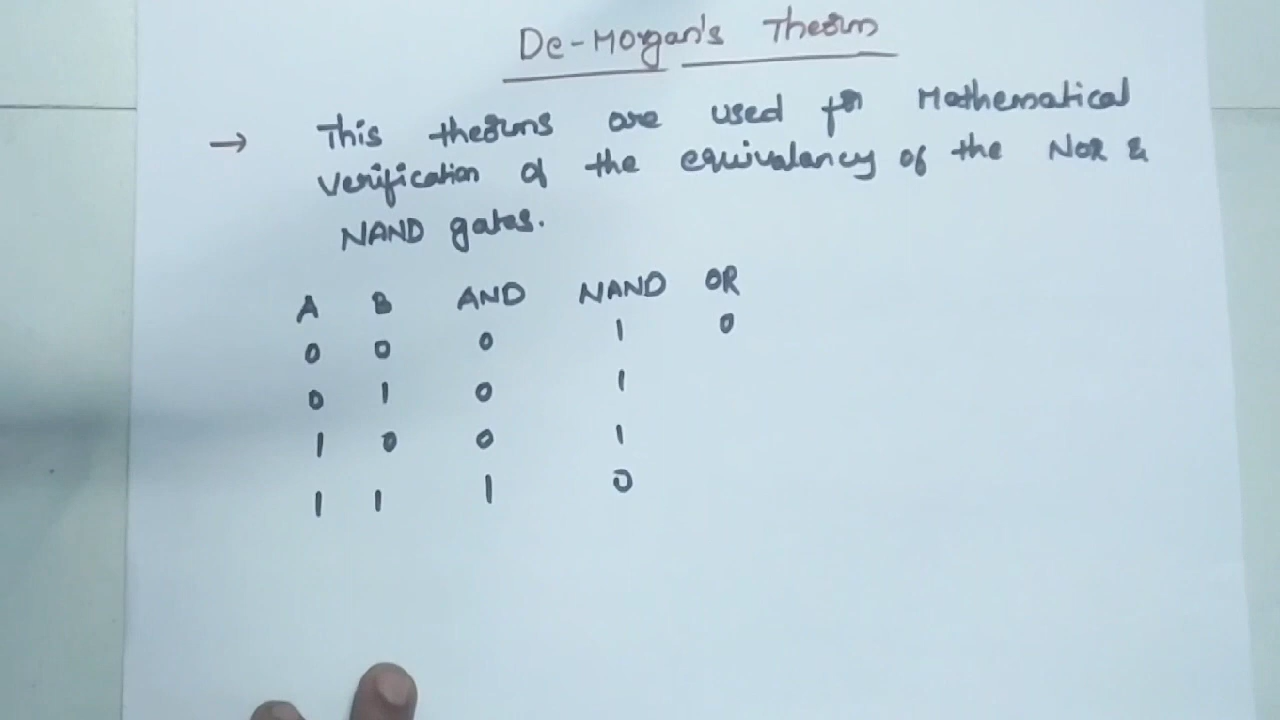 De-Morgan's Theorm
→ This theorms are used for Mathematical
verification of the equivalancy of the NOR &
NAND gates.
A B AND NAND OR
0 0 0 1 0
0 1 0 1
1 0 0 1
1 1 1 0